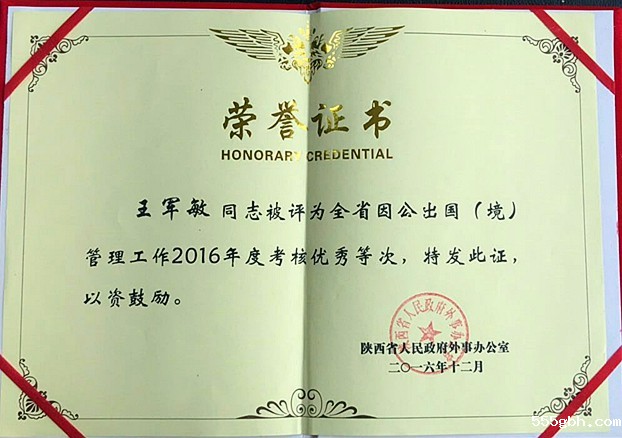 荣誉证书
HONORARY CREDENTIAL
王军敏 同志被评为全省因公出国（境）
管理工作2016年度考核优秀等次，特发此证，
以资鼓励。
陕西省人民政府外事办公室
二〇一六年十二月
555gbh.com